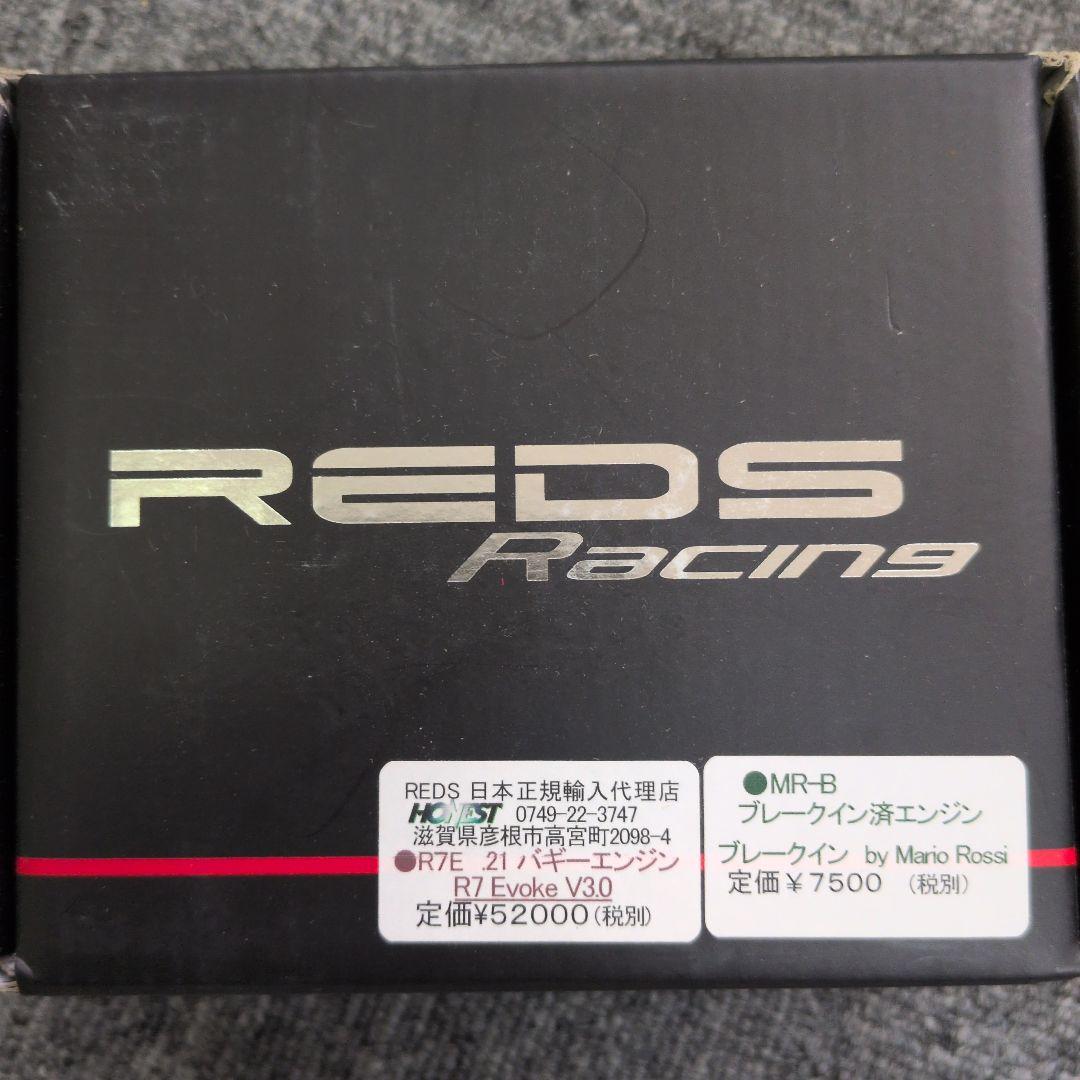 REDS
Racing
REDS 日本正規輸入代理店
HONEST 0749-22-3747
滋賀県彦根市高宮町2098-4
●R7E .21 バギーエンジン
R7 Evoke V3.0
定価¥52000(税別)
●MR-B
ブレークイン済エンジン
ブレークイン by Mario Rossi
定価¥7500 (税別)